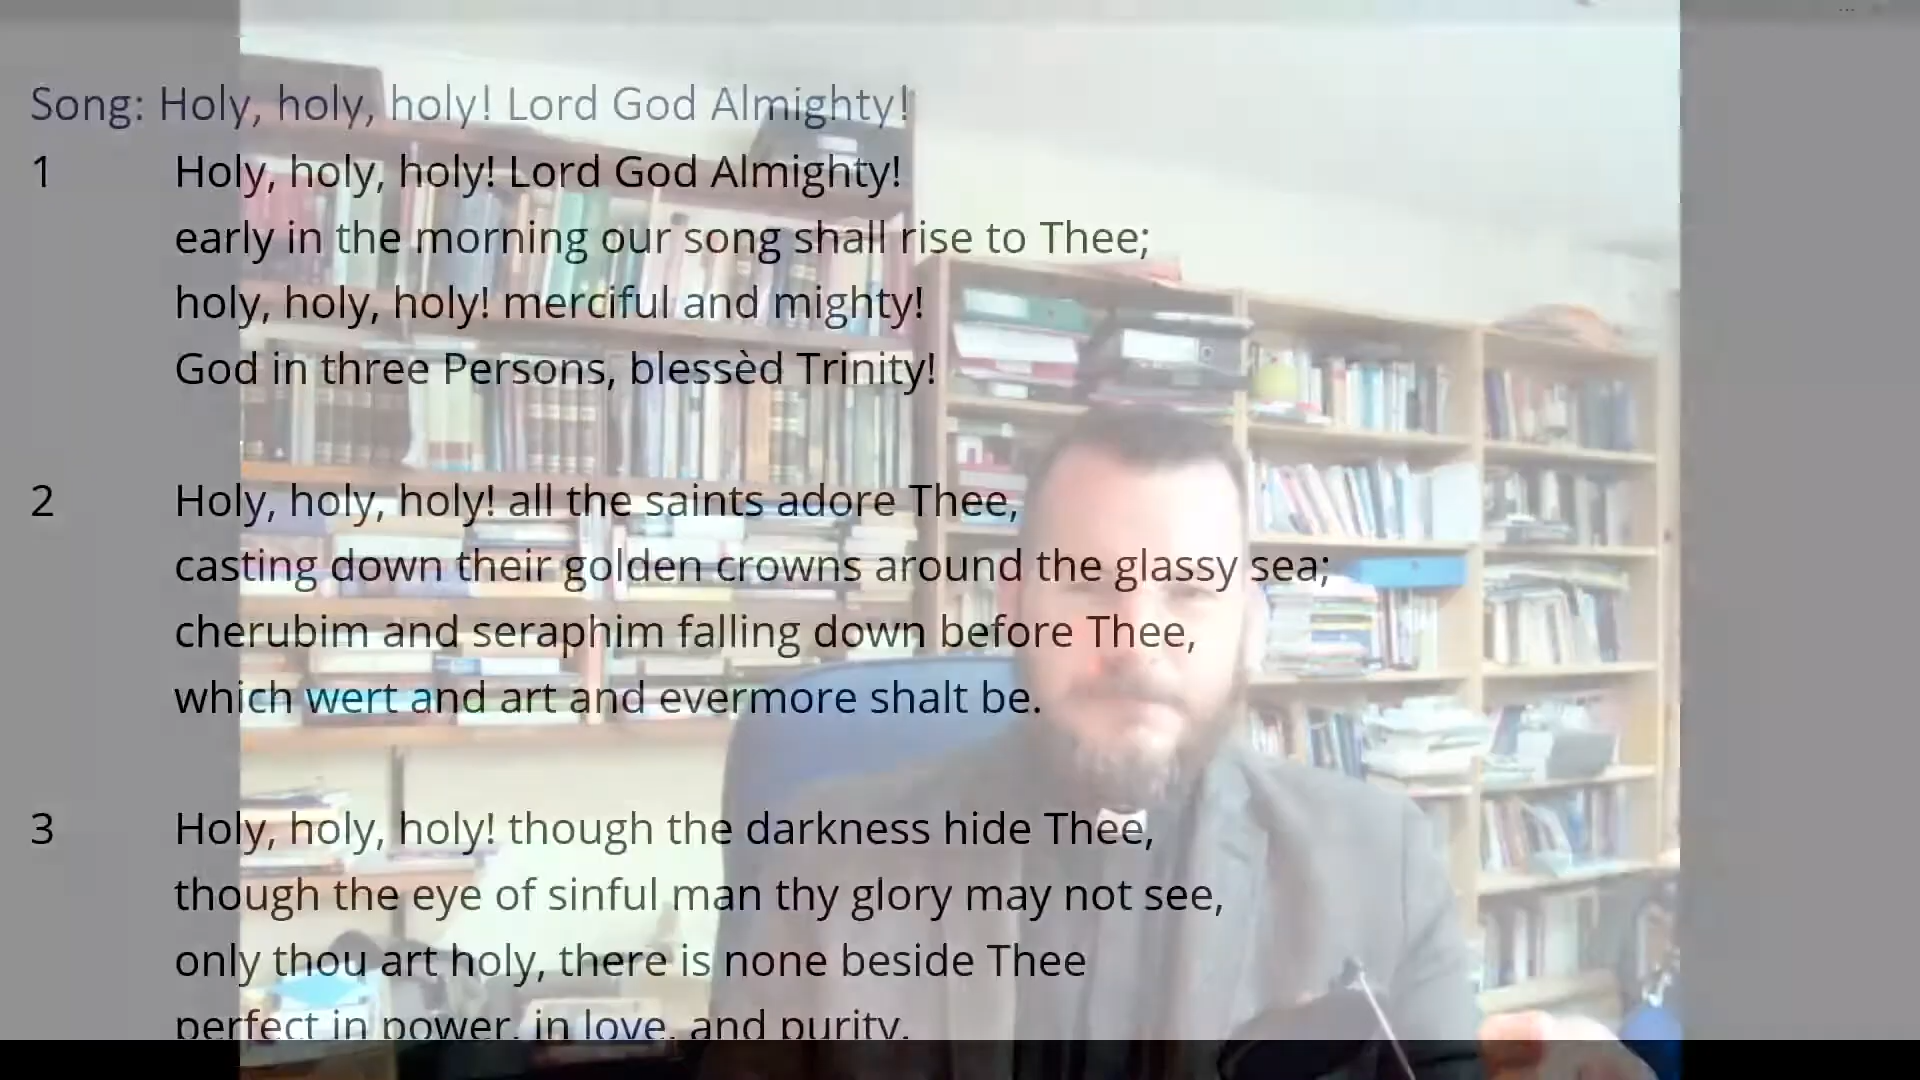 Song: Holy, holy, holy! Lord God Almighty!
1 Holy, holy, holy! Lord God Almighty!
early in the morning our song shall rise to Thee;
holy, holy, holy! merciful and mighty!
God in three Persons, blessèd Trinity!
2 Holy, holy, holy! all the saints adore Thee,
casting down their golden crowns around the glassy sea;
cherubim and seraphim falling down before Thee,
which wert and art and evermore shalt be.
3 Holy, holy, holy! though the darkness hide Thee,
though the eye of sinful man thy glory may not see,
only thou art holy, there is none beside Thee
perfect in power, in love, and purity.